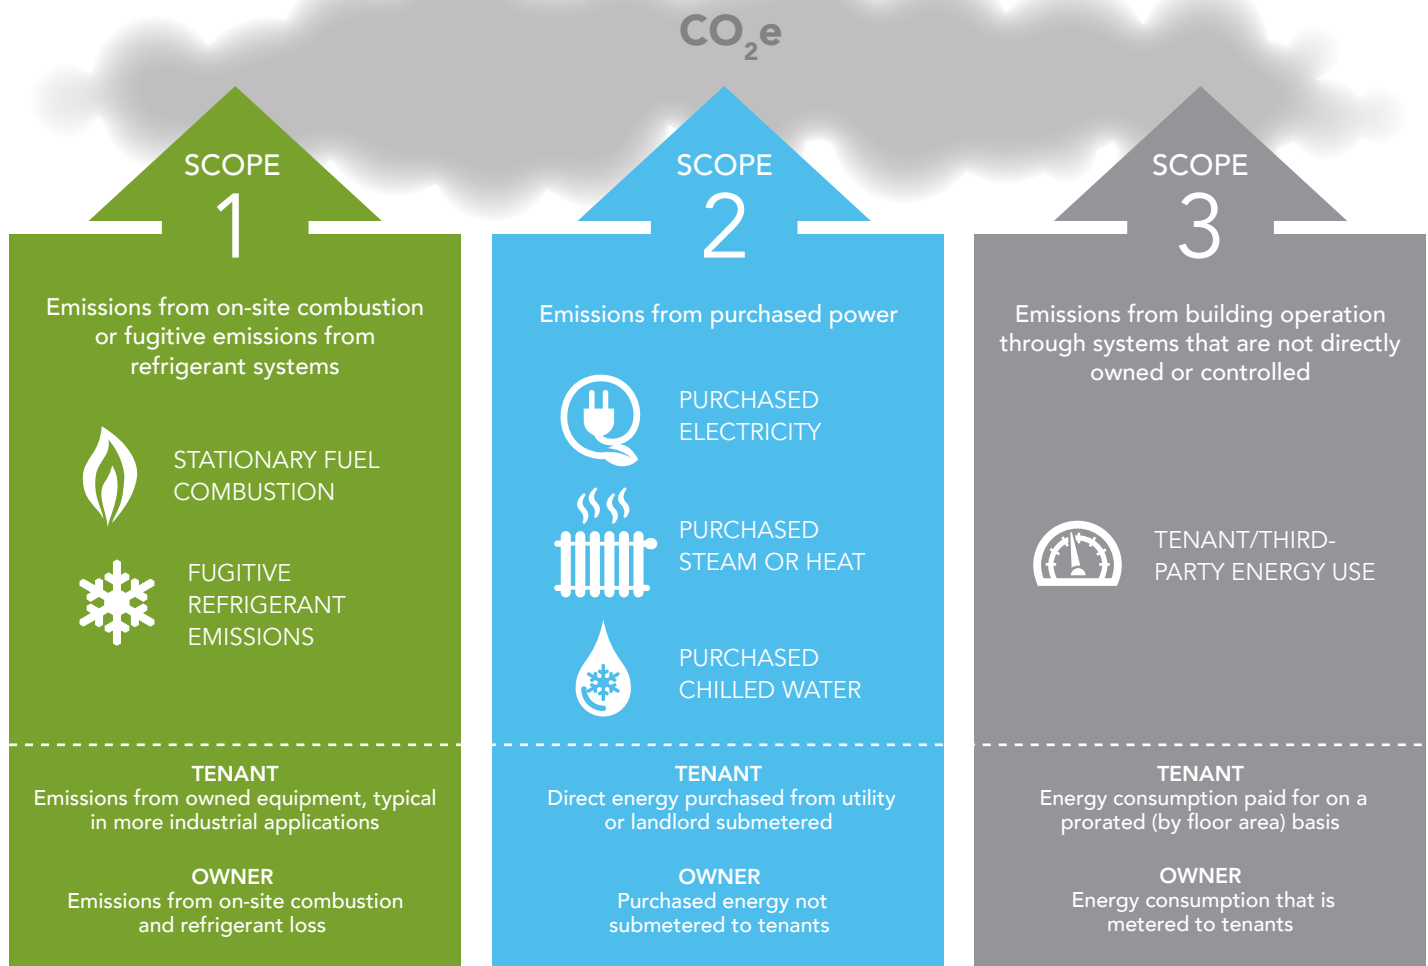 CO2e
SCOPE
1
Emissions from on-site combustion
or fugitive emissions from
refrigerant systems
STATIONARY FUEL
COMBUSTION
FUGITIVE
REFRIGERANT
EMISSIONS
TENANT
Emissions from owned equipment, typical
in more industrial applications
OWNER
Emissions from on-site combustion
and refrigerant loss
SCOPE
2
Emissions from purchased power
PURCHASED
ELECTRICITY
PURCHASED
STEAM OR HEAT
PURCHASED
CHILLED WATER
TENANT
Direct energy purchased from utility
or landlord submetered
OWNER
Purchased energy not
submetered to tenants
SCOPE
3
Emissions from building operation
through systems that are not directly
owned or controlled
TENANT/THIRD-
PARTY ENERGY USE
TENANT
Energy consumption paid for on a
prorated (by floor area) basis
OWNER
Energy consumption that is
metered to tenants